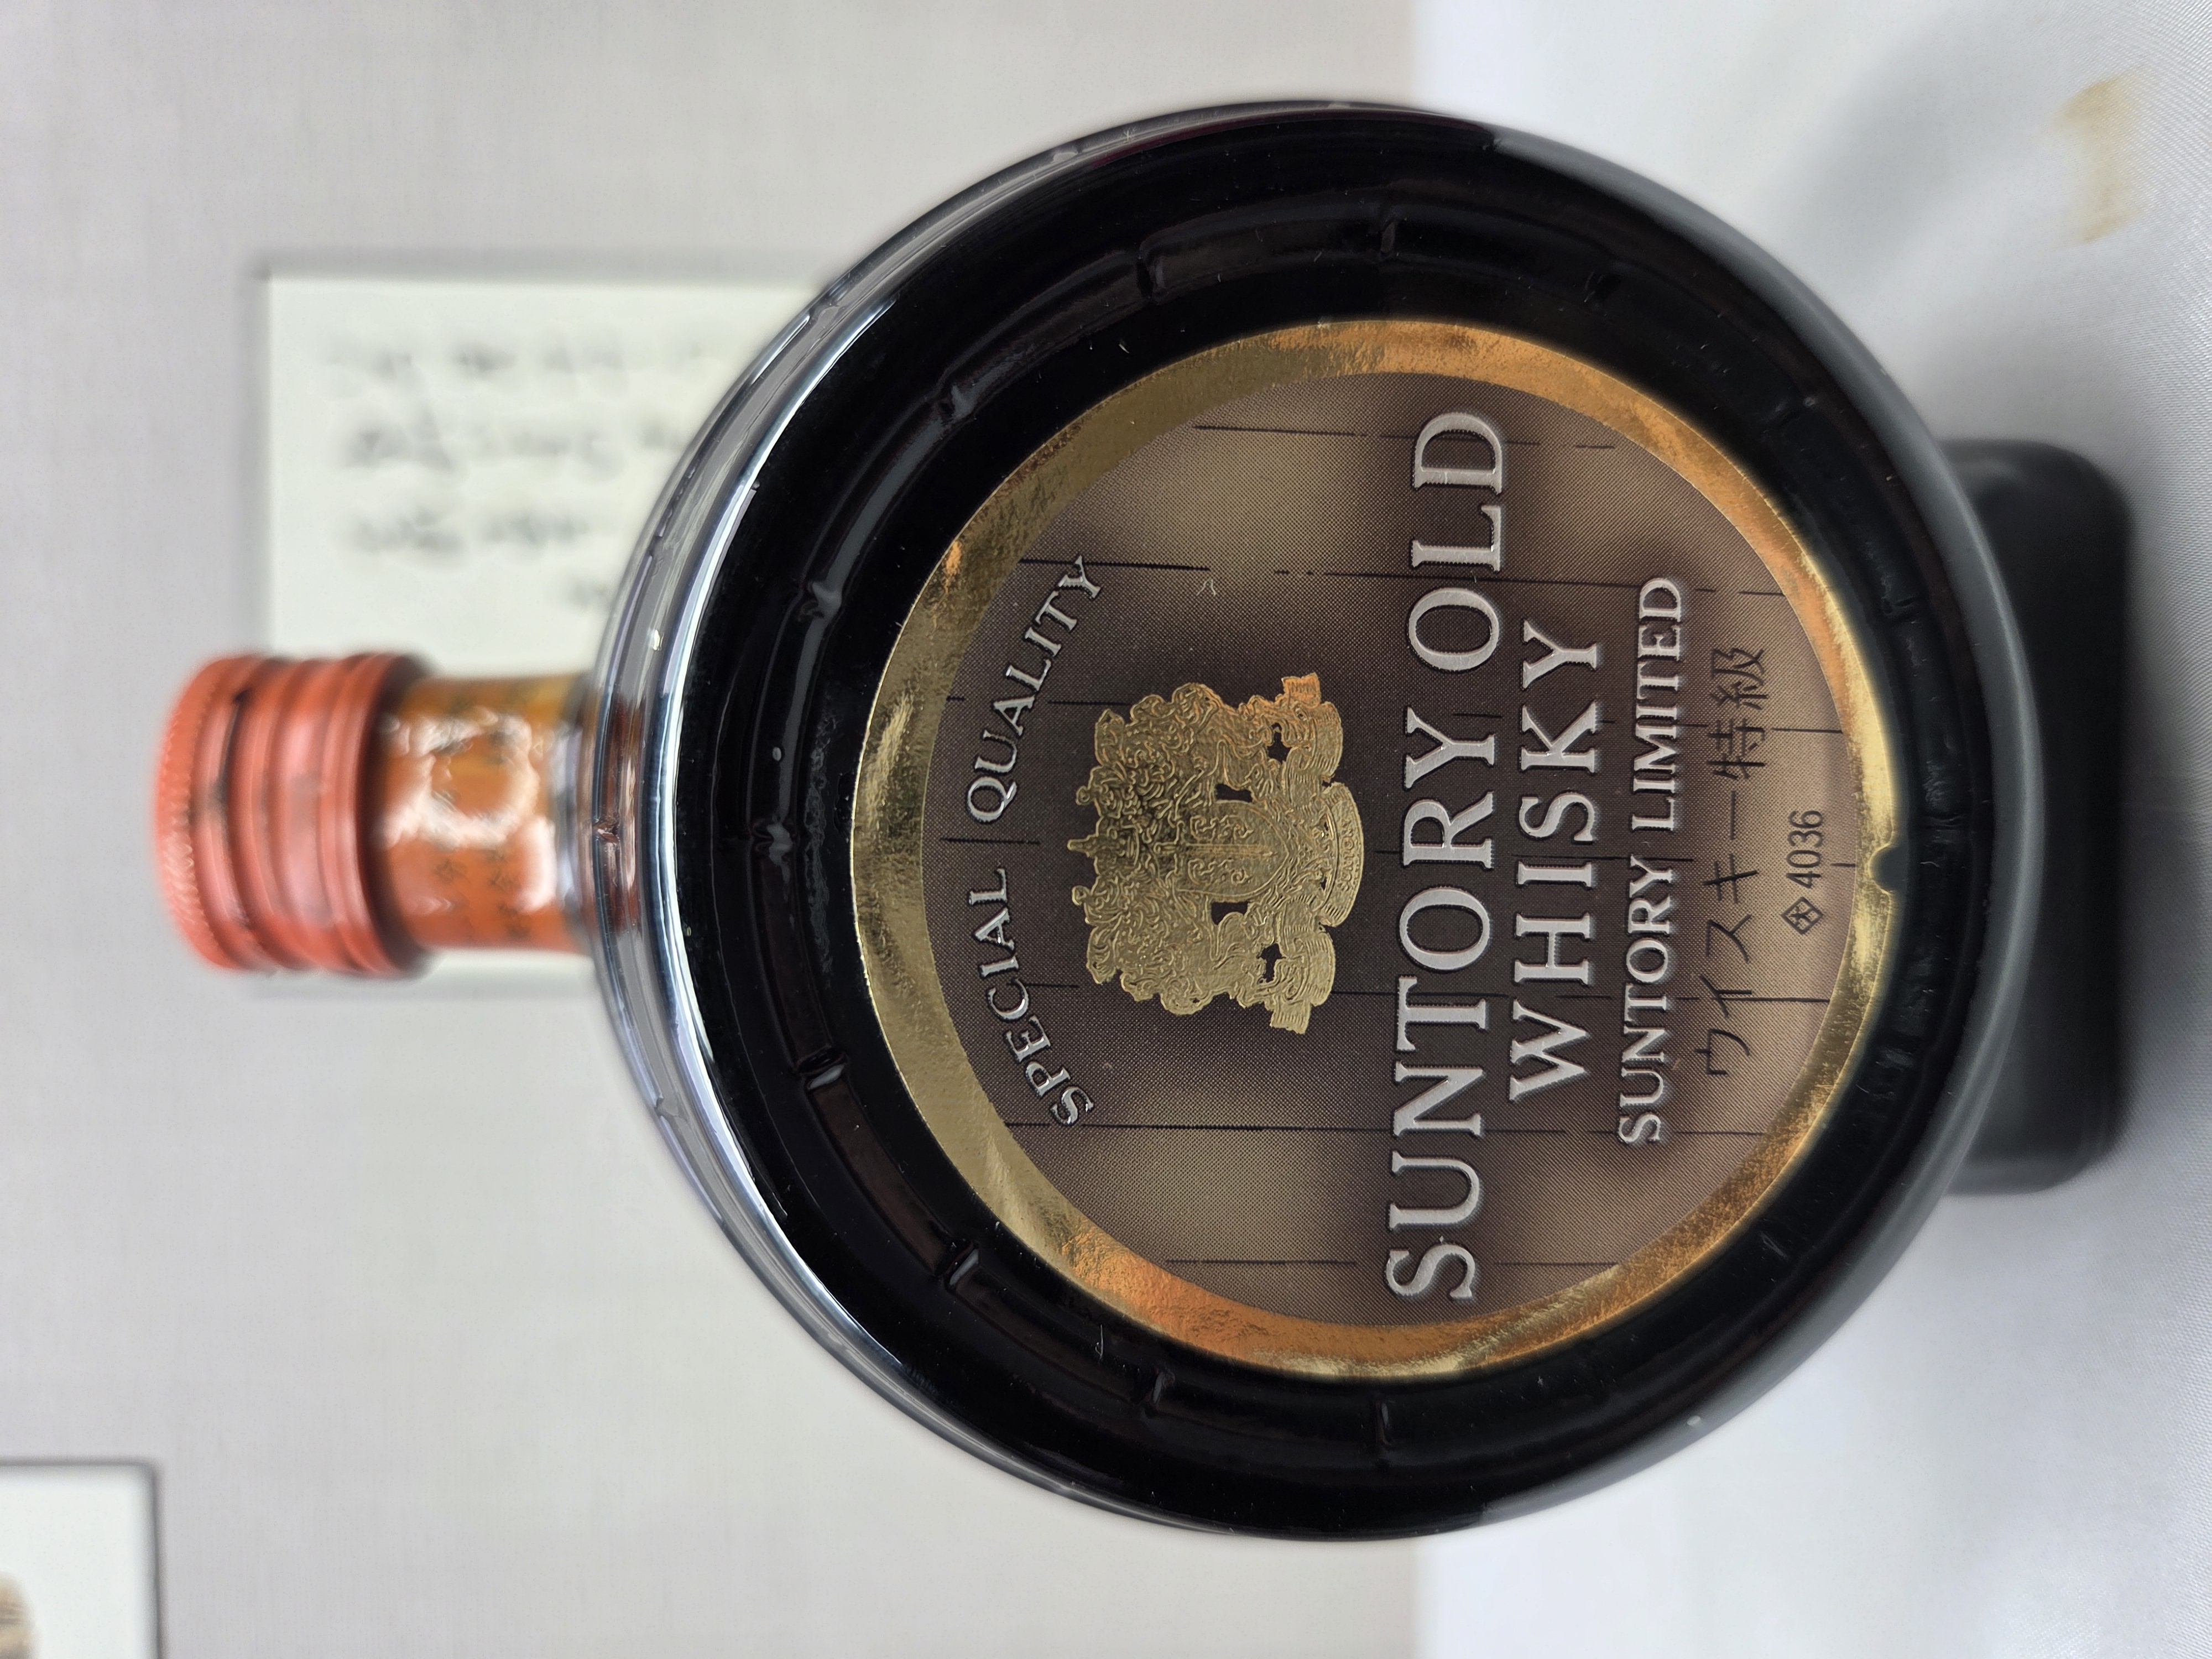 SPECIAL QUALITY
SUNTORY OLD
WHISKY
SUNTORY LIMITED
ウイスキー特級
4036